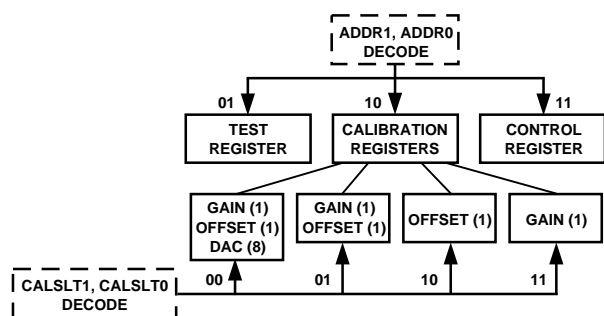 ADDR1, ADDR0
DECODE
01
10
11
TEST
REGISTER
CALIBRATION
REGISTERS
CONTROL
REGISTER
GAIN (1)
OFFSET (1)
DAC (8)
GAIN (1)
OFFSET (1)
OFFSET (1)
GAIN (1)
CALSLT1, CALSLT0
DECODE
00
01
10
11